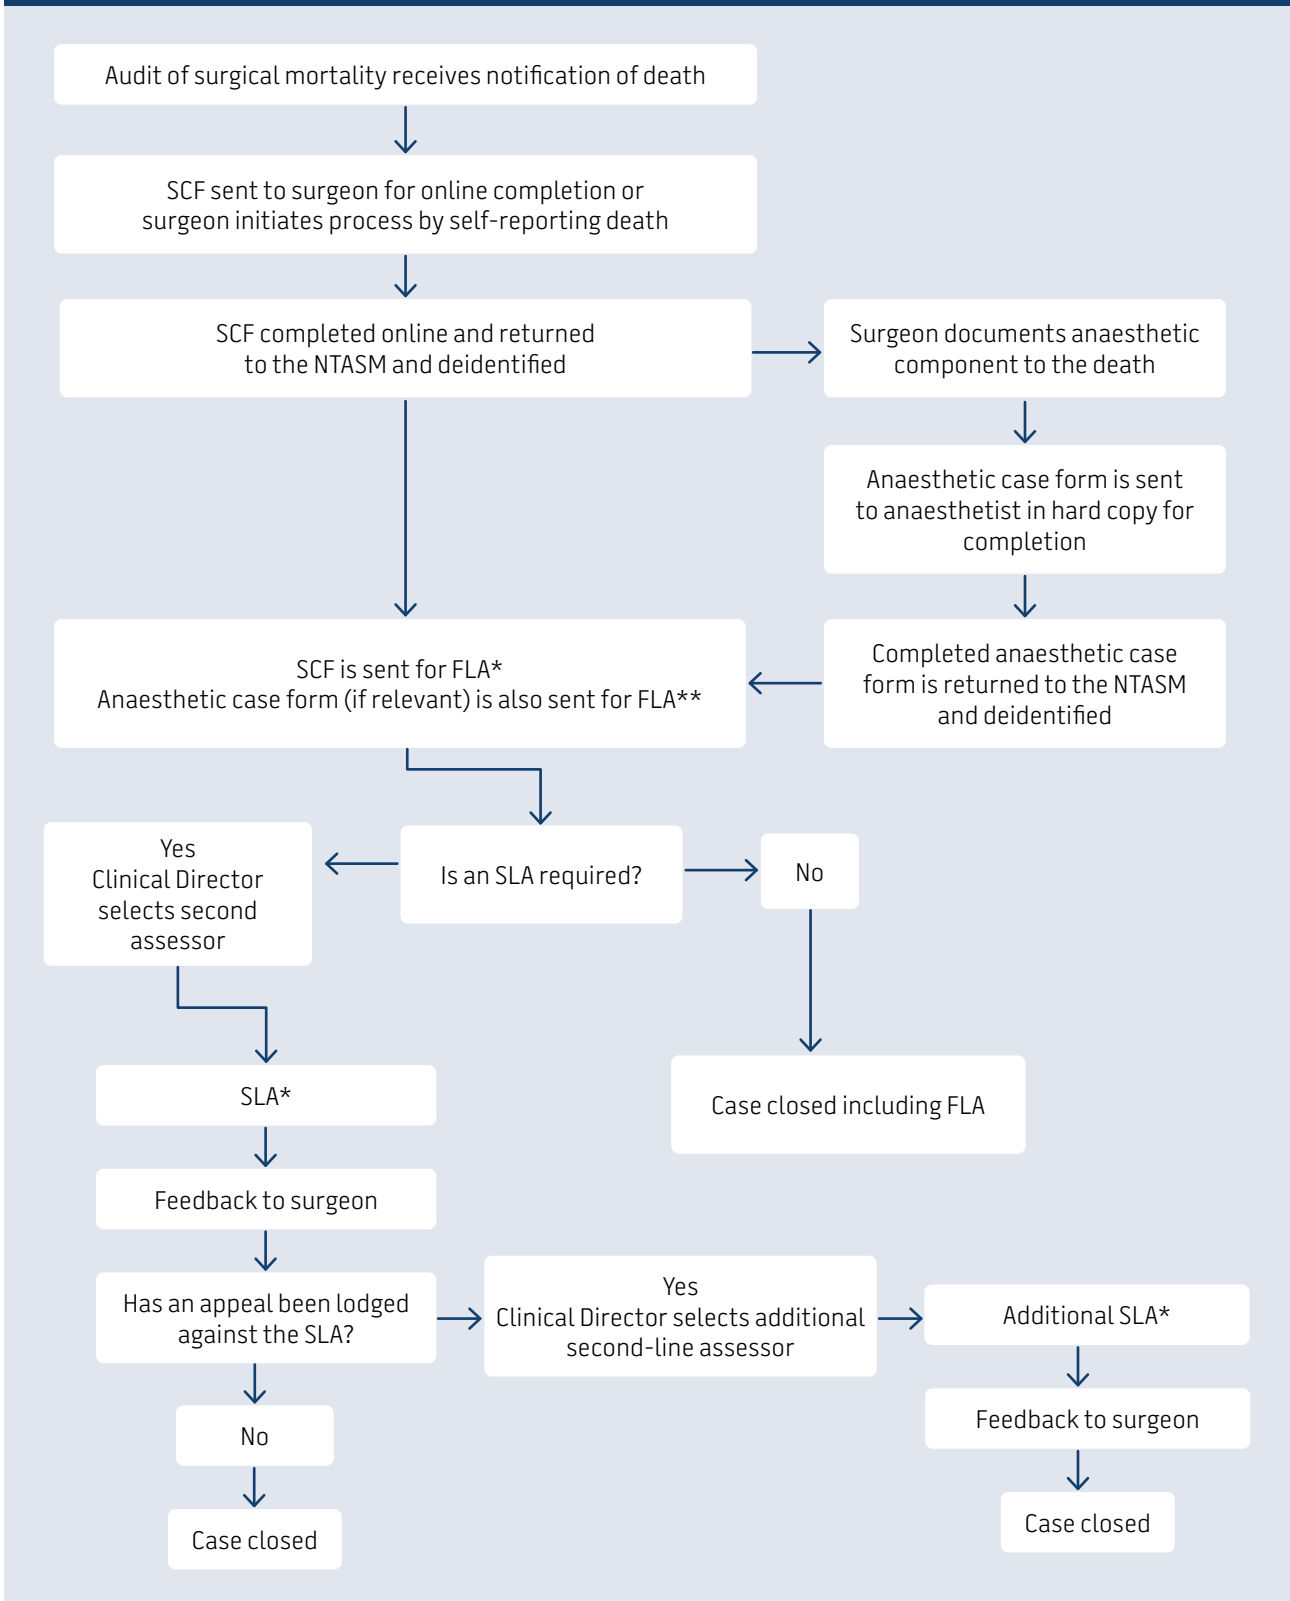 Audit of surgical mortality receives notification of death
SCF sent to surgeon for online completion or
surgeon initiates process by self-reporting death
SCF completed online and returned
to the NTASM and deidentified
Surgeon documents anaesthetic
component to the death
Anaesthetic case form is sent
to anaesthetist in hard copy for
completion
Completed anaesthetic case
form is returned to the NTASM
and deidentified
SCF is sent for FLA*
Anaesthetic case form (if relevant) is also sent for FLA**
Is an SLA required?
Yes
Clinical Director
selects second
assessor
No
Case closed including FLA
SLA*
Feedback to surgeon
Has an appeal been lodged
against the SLA?
Yes
Clinical Director selects additional
second-line assessor
Additional SLA*
Feedback to surgeon
Case closed
No
Case closed